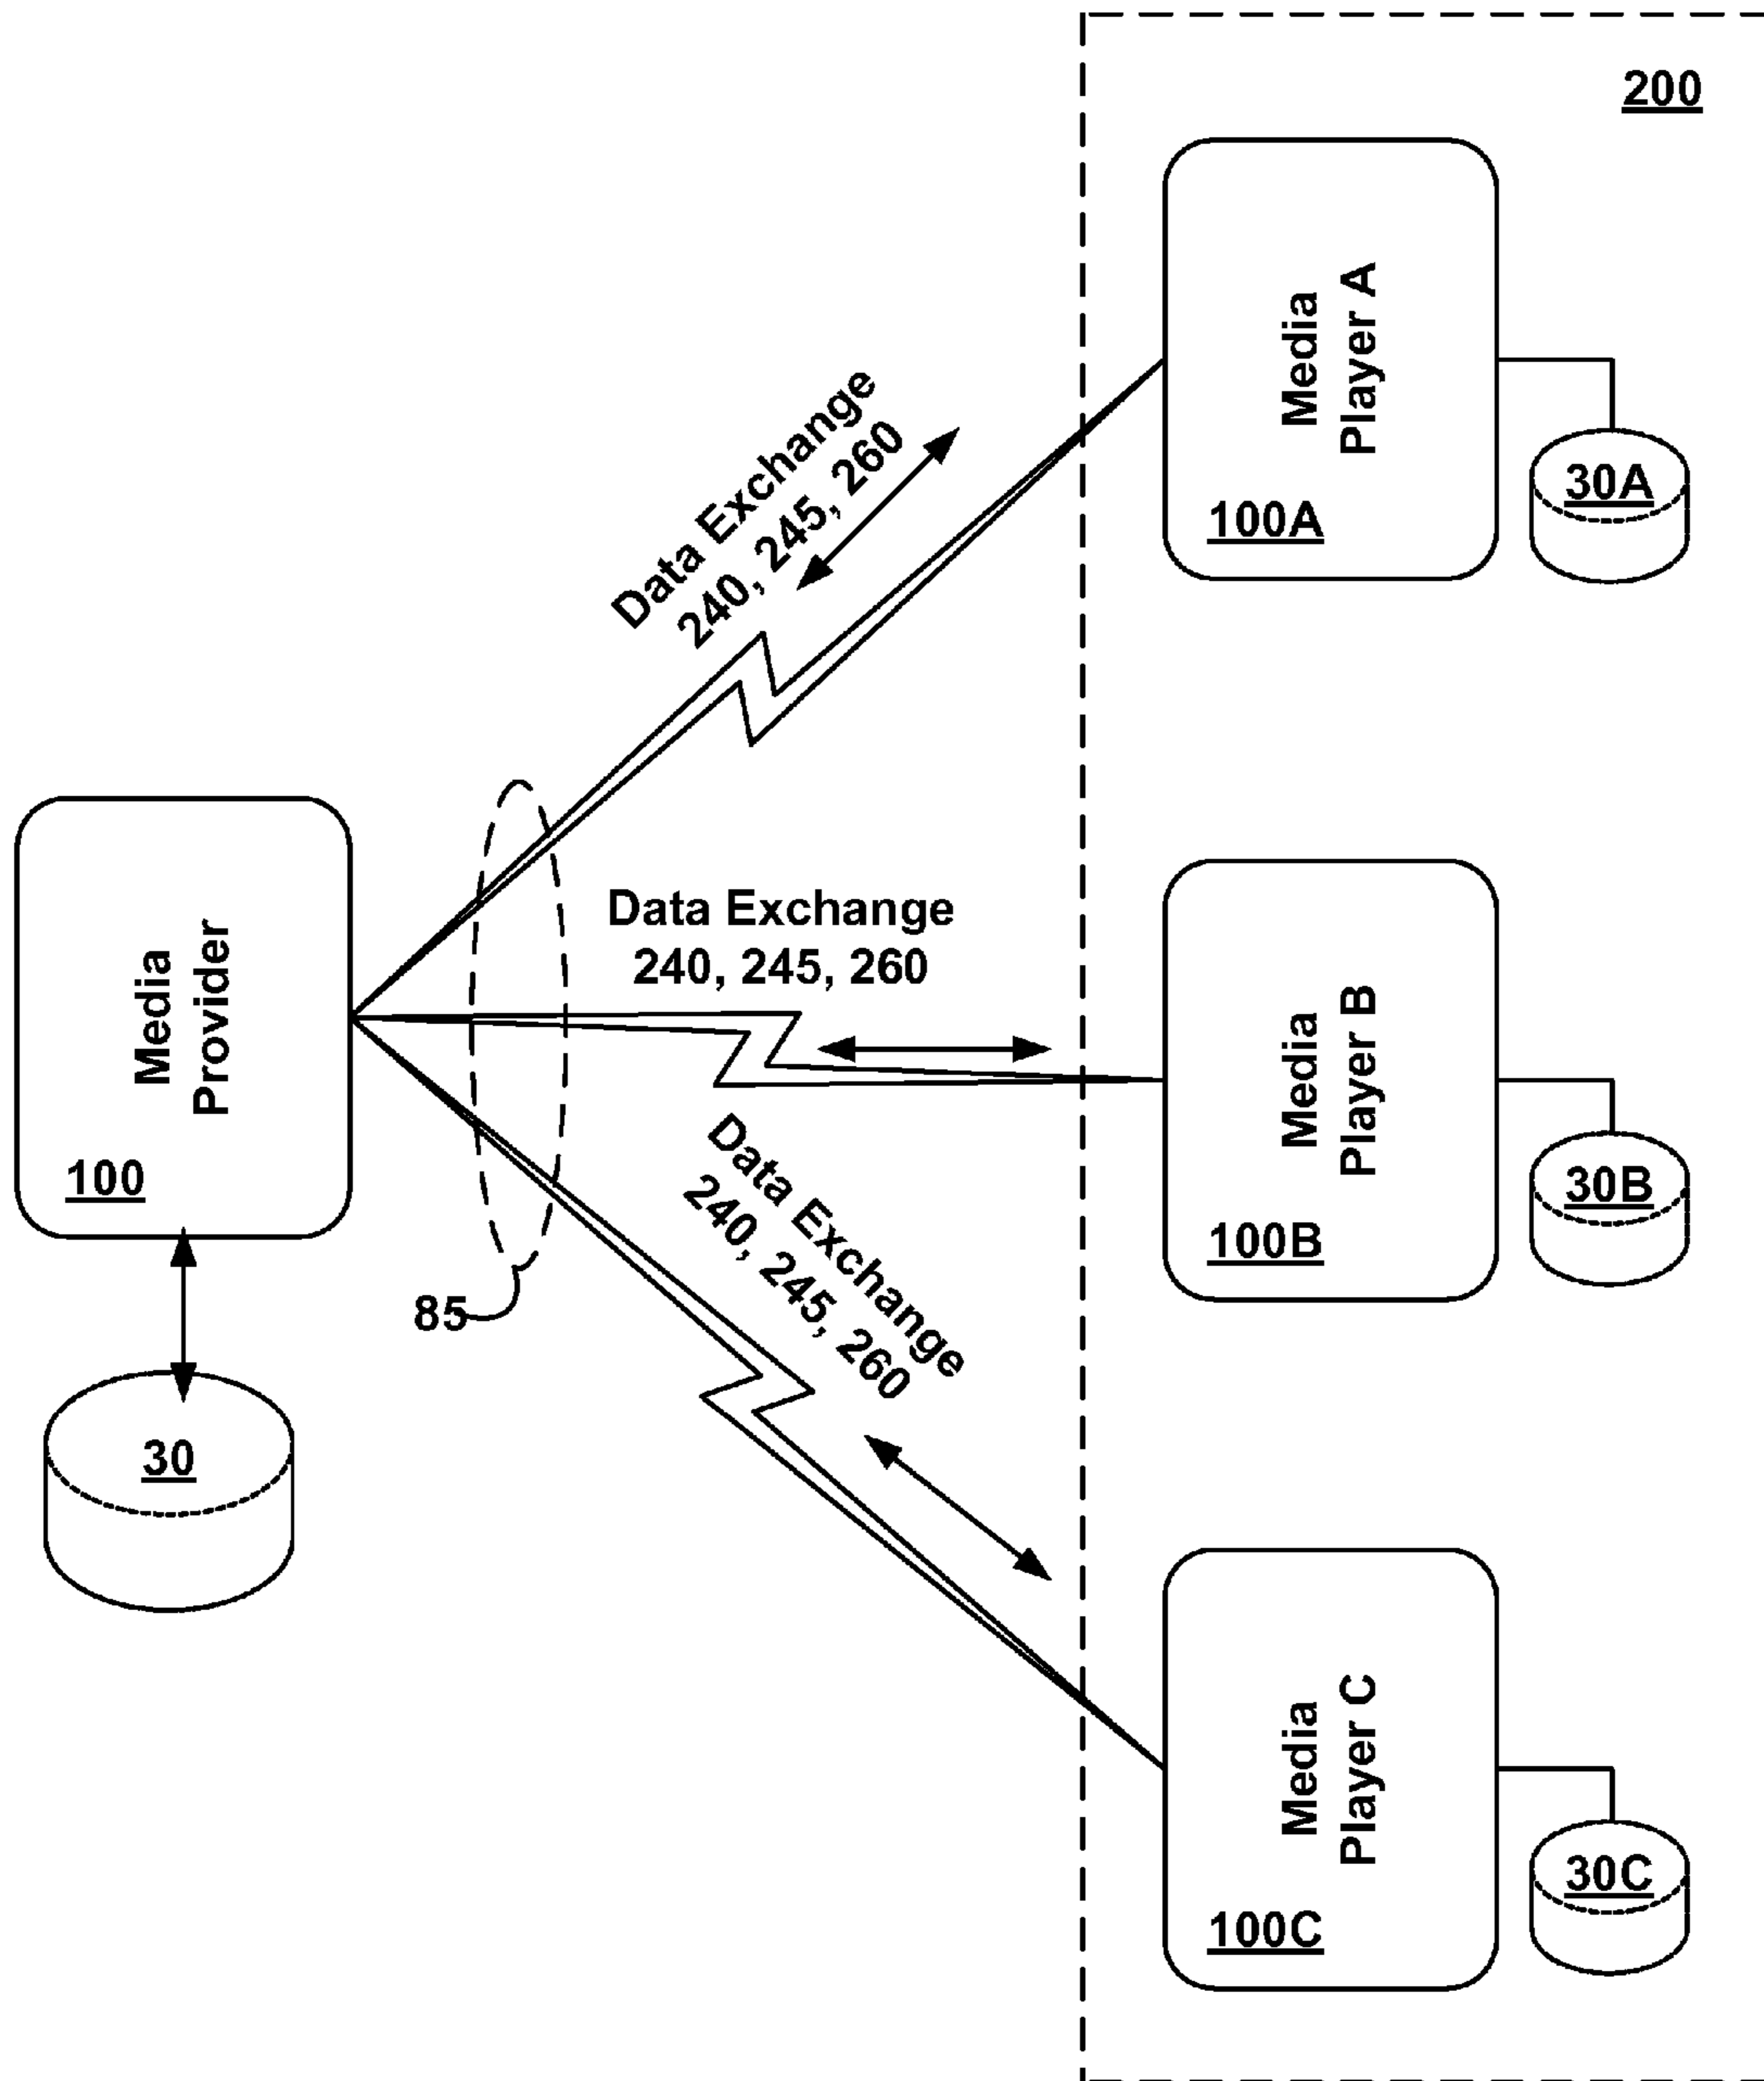 200
Media
Player A
100A
30A
Data Exchange
240, 245, 260
Media
Provider
100
Data Exchange
240, 245, 260
Media
Player B
100B
30B
85
30
Data Exchange
240, 245, 260
Media
Player C
100C
30C